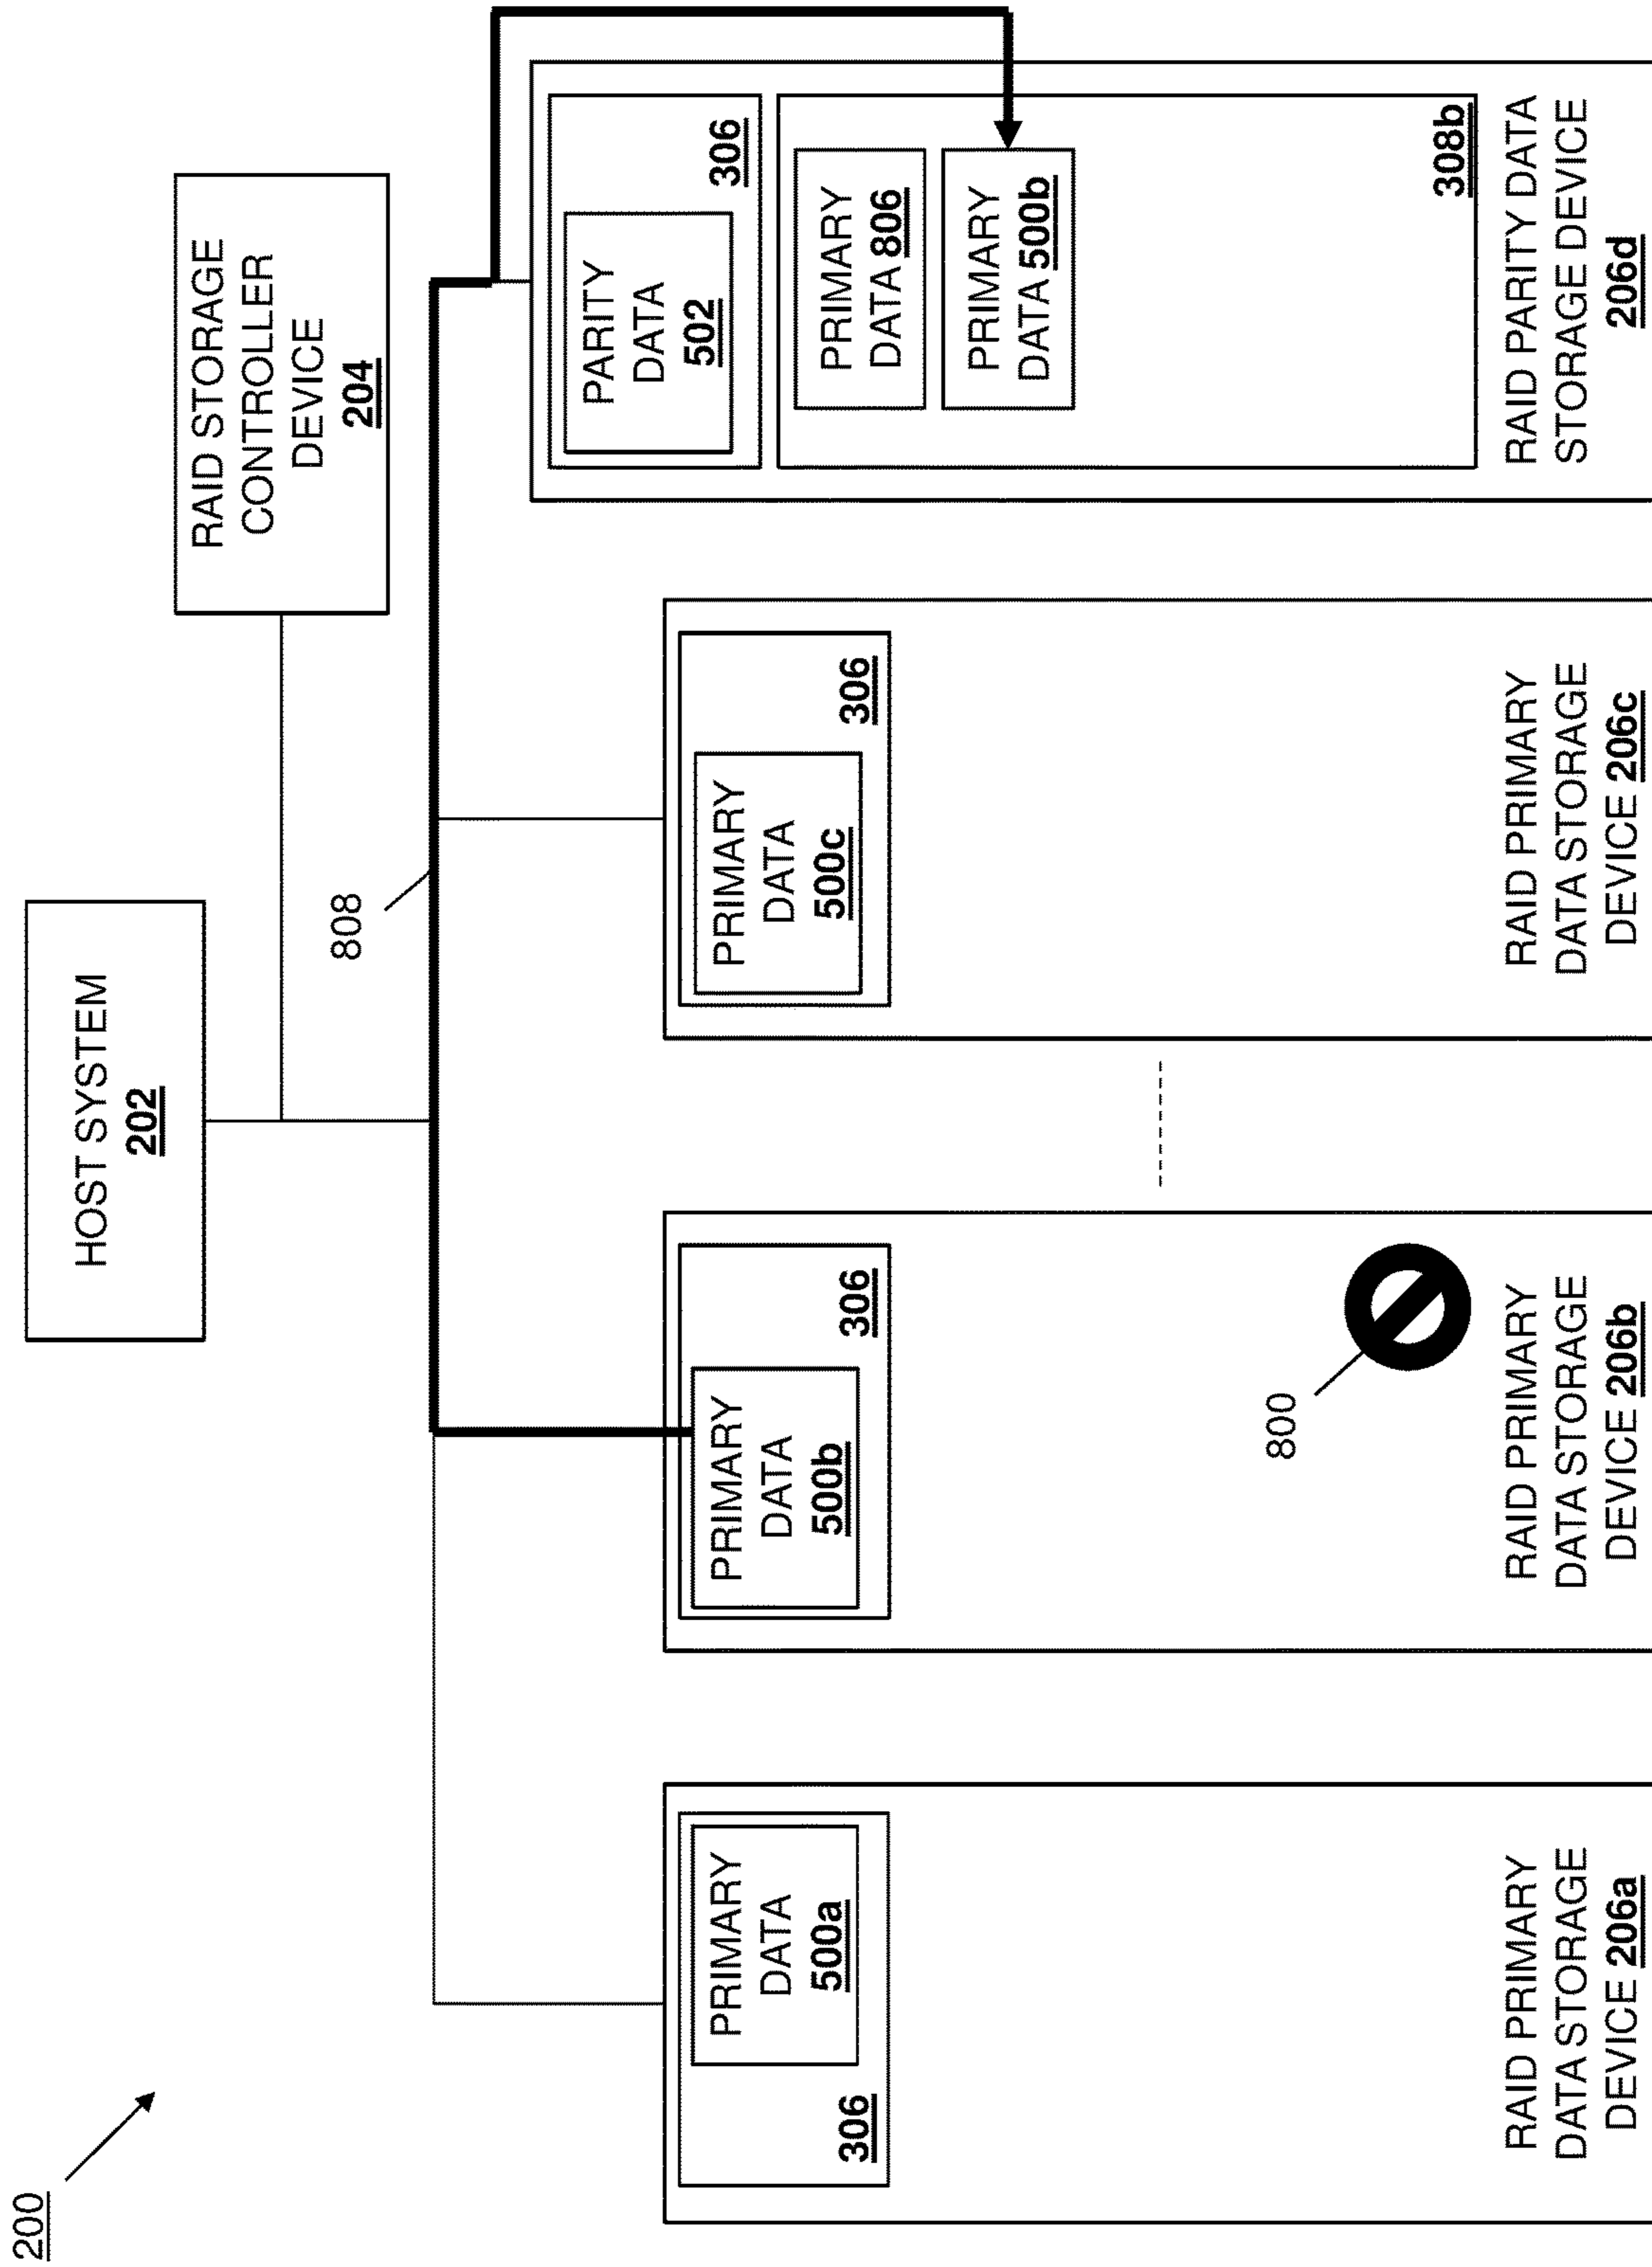 200
HOST SYSTEM
202
RAID STORAGE
CONTROLLER
DEVICE
204
808
306
PRIMARY
DATA
500a
RAID PRIMARY
DATA STORAGE
DEVICE 206a
PRIMARY
DATA
500b
306
800
RAID PRIMARY
DATA STORAGE
DEVICE 206b
PRIMARY
DATA
500c
306
RAID PRIMARY
DATA STORAGE
DEVICE 206c
PARITY
DATA
502
306
PRIMARY
DATA 806
PRIMARY
DATA 500b
308b
RAID PARITY DATA
STORAGE DEVICE
206d